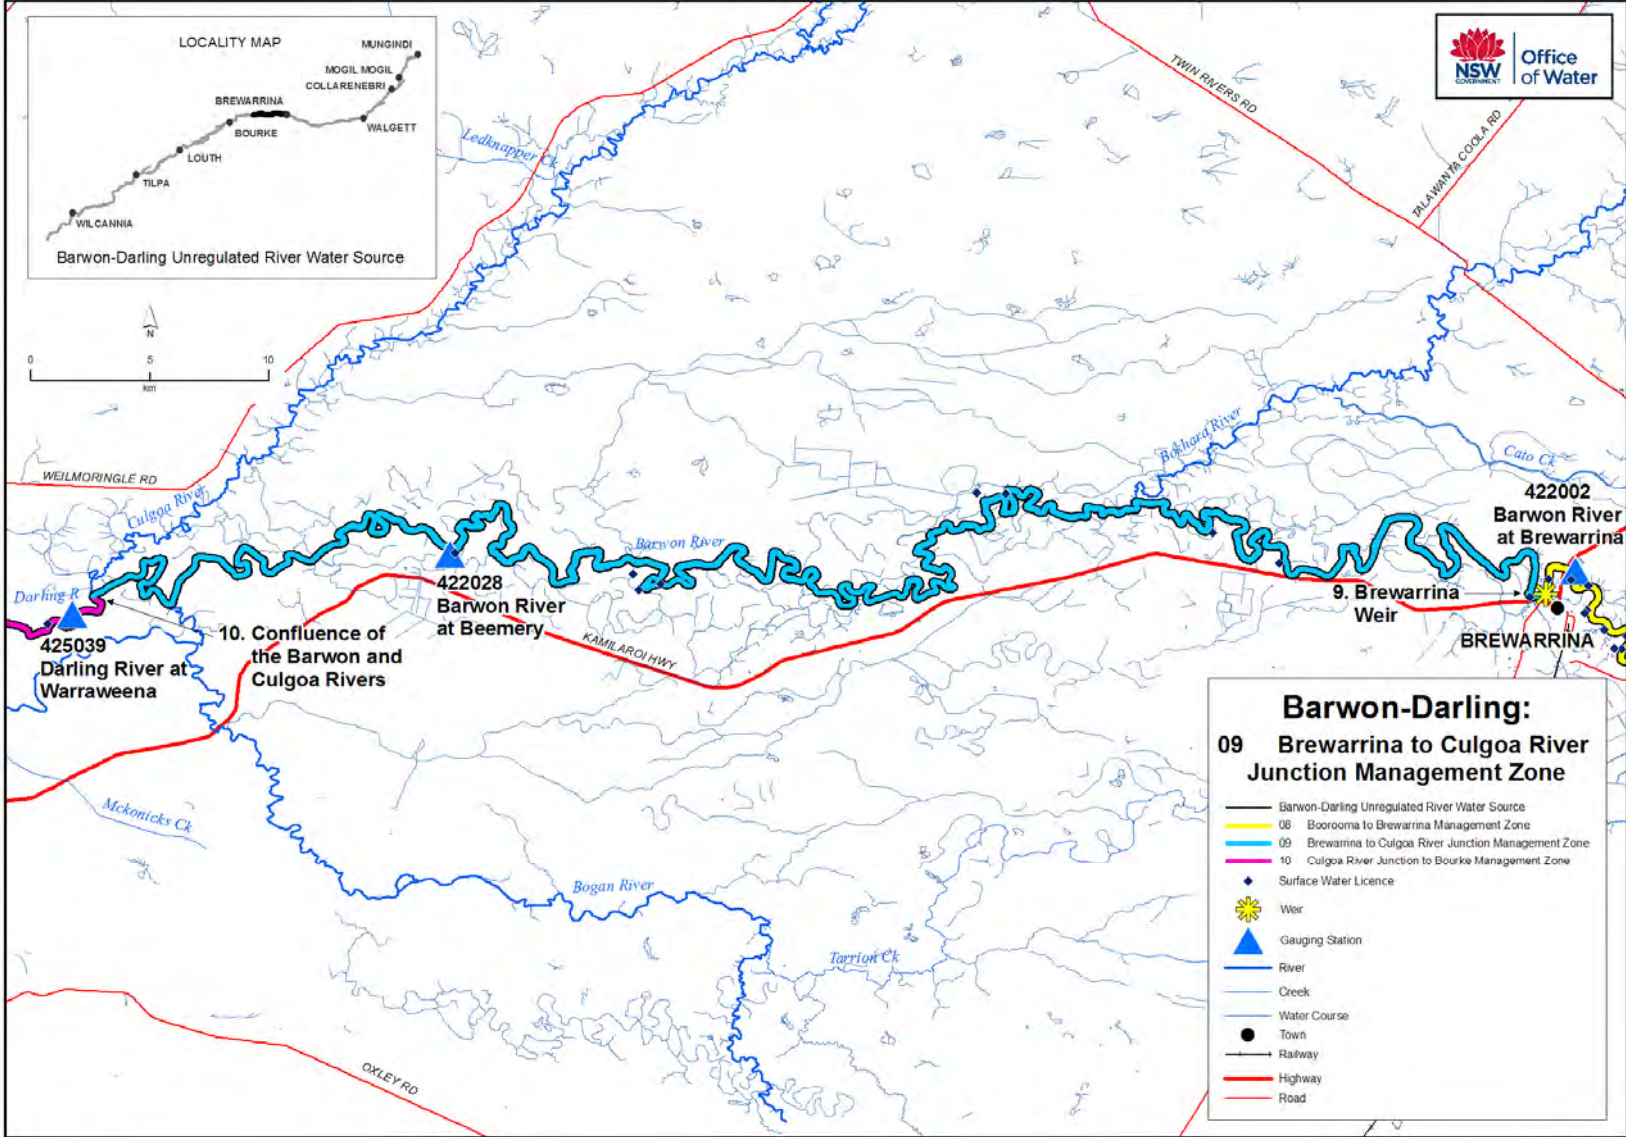 LOCALITY MAP
MUNGINDI
MOGIL MOGIL
COLLARENEBRI
BREWARRINA
BOURKE
WALGETT
LOUTH
TILPA
WILCANNIA
Barwon-Darling Unregulated River Water Source
NSW
GOVERNMENT
Office
of Water
TWIN RIVERS RD
TALAWANTA COOLA RD
Ledknapper Ck
N
0 5 10
km
WEILMORINGLE RD
Culgoa River
Bokhara River
Cato Ck
422002
Barwon River
at Brewarrina
Barwon River
Darling R
422028
Barwon River
at Beemery
9. Brewarrina
Weir
BREWARRINA
10. Confluence of
the Barwon and
Culgoa Rivers
425039
Darling River at
Warraweena
KAMILAROI HWY
Mckonicks Ck
Bogan River
Tarrion Ck
OXLEY RD
Barwon-Darling:
09 Brewarrina to Culgoa River
Junction Management Zone
Barwon-Darling Unregulated River Water Source
08 Boorooma to Brewarrina Management Zone
09 Brewarrina to Culgoa River Junction Management Zone
10 Culgoa River Junction to Bourke Management Zone
Surface Water Licence
Weir
Gauging Station
River
Creek
Water Course
Town
Railway
Highway
Road